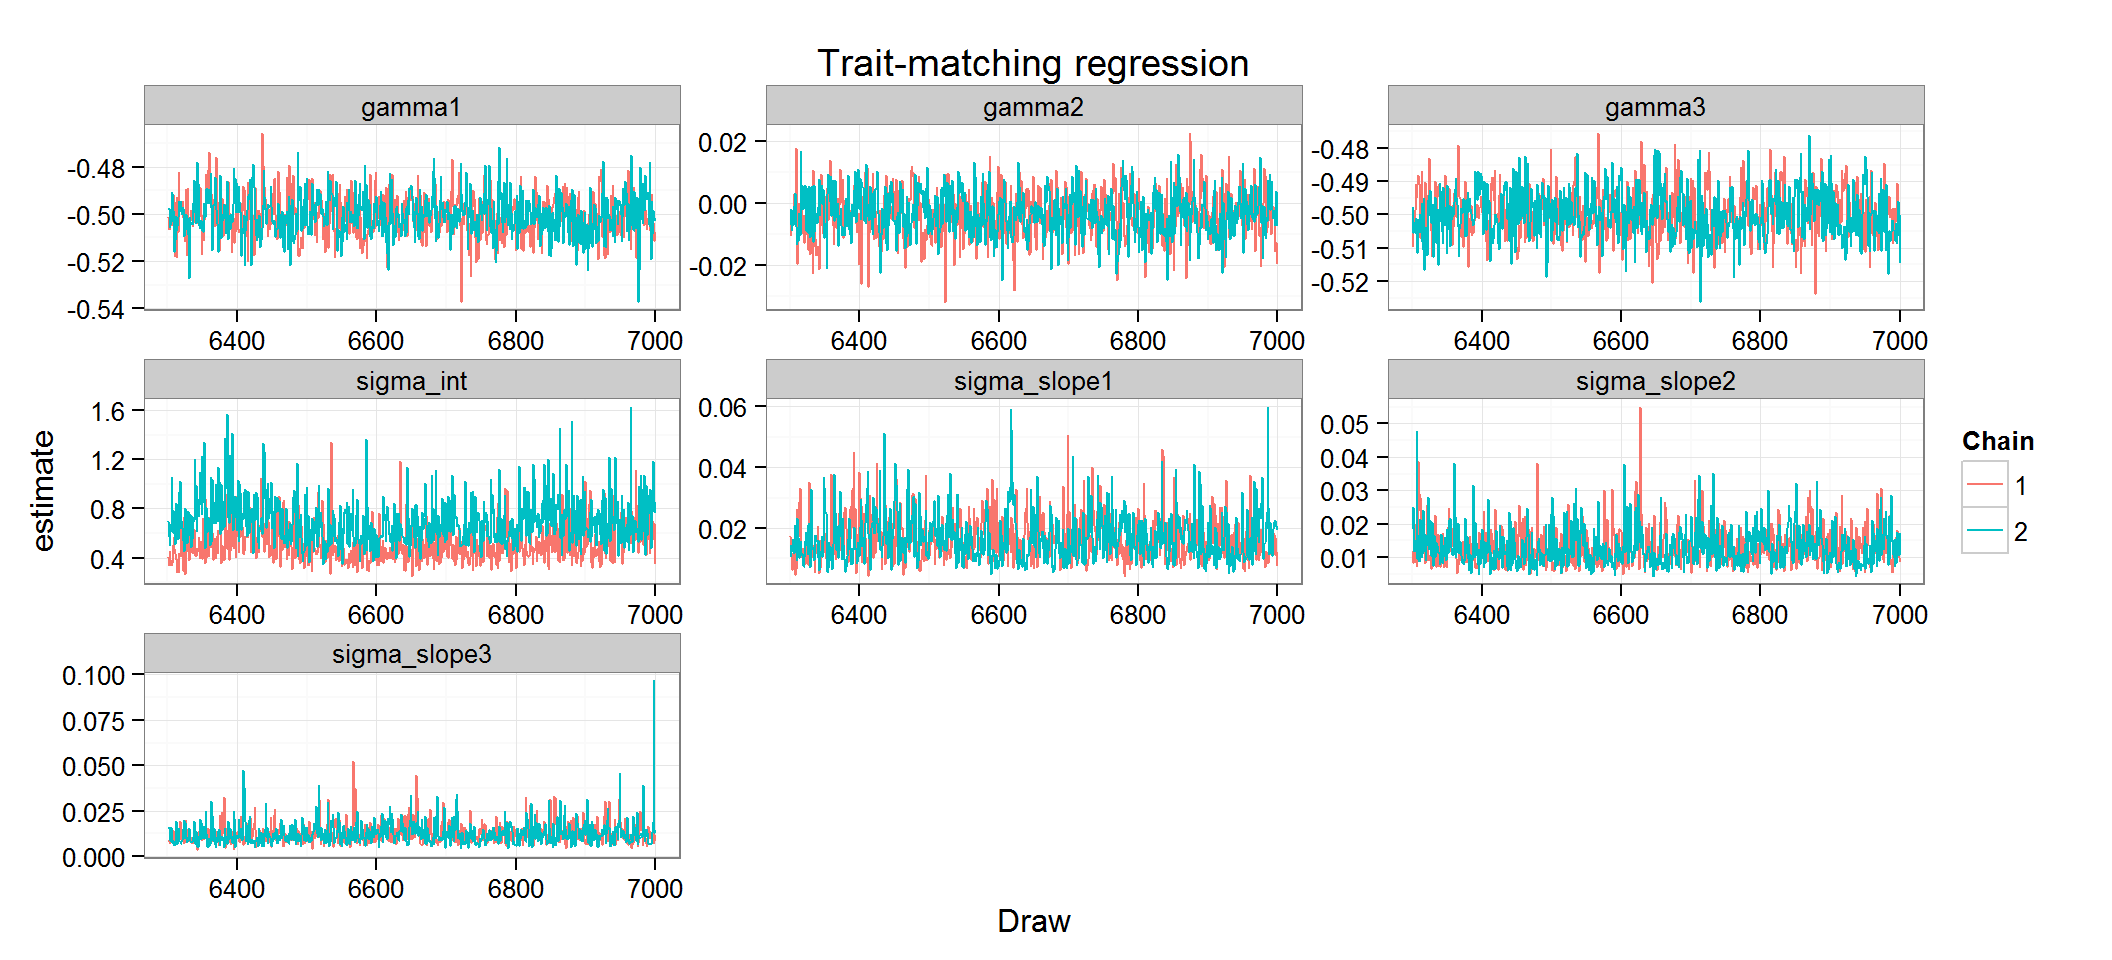 Trait-matching regression
gamma1
gamma2
gamma3
-0.48
-0.50
-0.52
-0.54
0.02
0.00
-0.02
-0.48
-0.49
-0.50
-0.51
-0.52
6400 6600 6800 7000
6400 6600 6800 7000
6400 6600 6800 7000
sigma_int
sigma_slope1
sigma_slope2
estimate
1.6
1.2
0.8
0.4
0.06
0.04
0.02
0.05
0.04
0.03
0.02
0.01
6400 6600 6800 7000
6400 6600 6800 7000
6400 6600 6800 7000
Chain
1
2
sigma_slope3
0.100
0.075
0.050
0.025
0.000
6400 6600 6800 7000
Draw